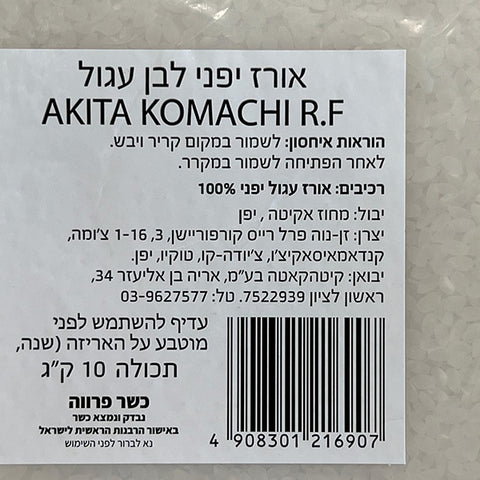 אורז יפני לבן עגול
AKITA KOMACHI R.F
הוראות איחסון: לשמור במקום קריר ויבש.
לאחר הפתיחה לשמור במקרר.
רכיבים: אורז עגול יפני 100%
יבול: מחוז אקיטה, יפן
יצרן: זן-נוה פרל רייס קורפוריישן, 3, 1-16 צ'ומה,
קנדאמיסאקיצ'ו, צ'יודה-קו, טוקיו, יפן.
יבואן: קיטהקאטה בע"מ, אריה בן אליעזר 34,
ראשון לציון 7522939. טל: 03-9627577
עדיף להשתמש לפני
מוטבע על האריזה (שנה,
תכולה 10 ק"ג
כשר פרווה
נבדק ונמצא כשר
באישור הרבנות הראשית לישראל
נא לברור לפני השימוש
4 908301 216907